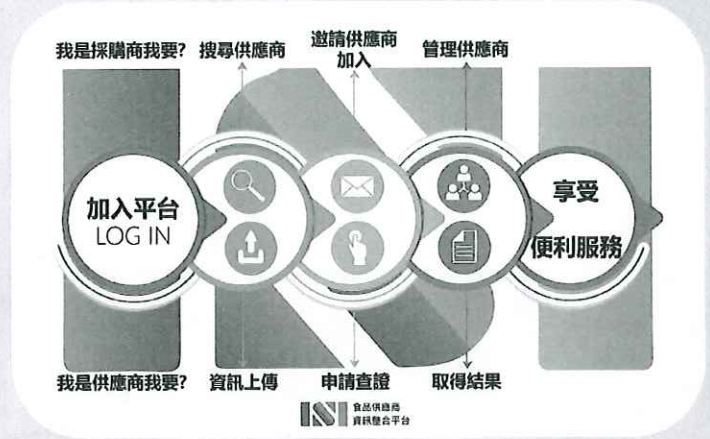 我是採購商我要?
搜尋供應商
邀請供應商
加入
管理供應商
加入平台
LOG IN
享受
便利服務
我是供應商我要?
資訊上傳
申請查證
取得結果
ISI 食品供應商
資訊整合平台